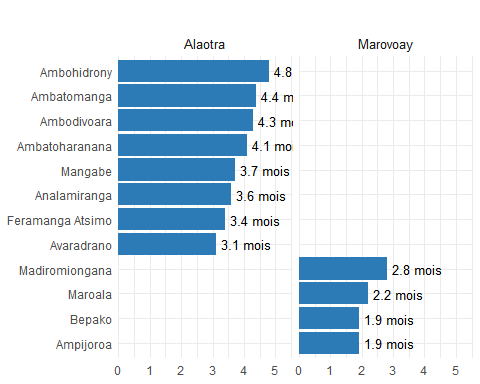 Alaotra Marovoay
Ambohidrony 4.8
Ambatomanga 4.4 m
Ambodivoara 4.3 m
Ambatoharanana 4.1 moi
Mangabe 3.7 mois
Analamiranga 3.6 mois
Feramanga Atsimo 3.4 mois
Avaradrano 3.1 mois
Madiromiongana 2.8 mois
Maroala 2.2 mois
Bepako 1.9 mois
Ampijoroa 1.9 mois
0 1 2 3 4 5 0 1 2 3 4 5